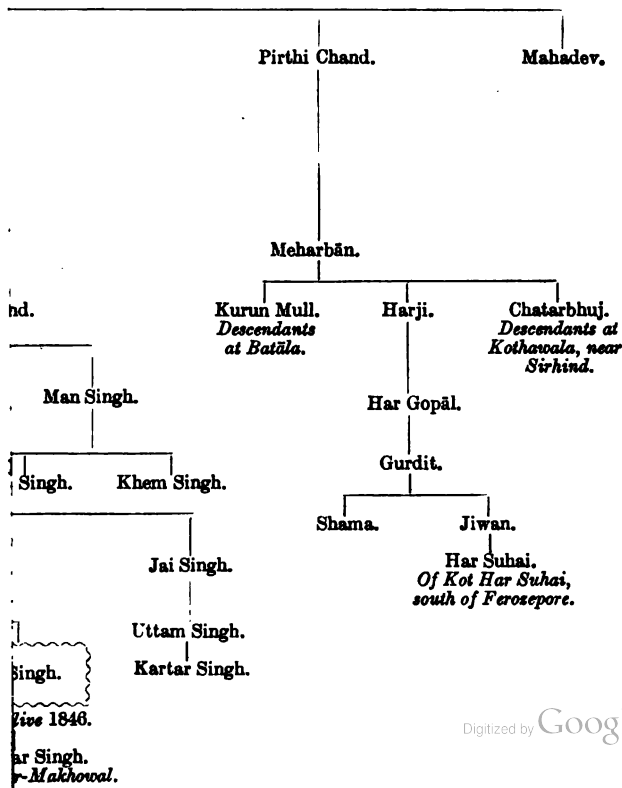 Pirthi Chand. Mahadev.
Meharbān.
nd. Kurun Mull. Harji. Chatarbhuj.
Descendants Descendants at
at Batāla. Kothawala, near
Sirhind.
Man Singh. Har Gopāl.
Gurdit.
Singh. Khem Singh.
Shama. Jiwan.
Jai Singh. Har Suhai.
Of Kot Har Suhai,
south of Ferozepore.
Uttam Singh.
Singh. Kartar Singh.
live 1846.
ar Singh.
r-Makhowal.
Digitized by Goog